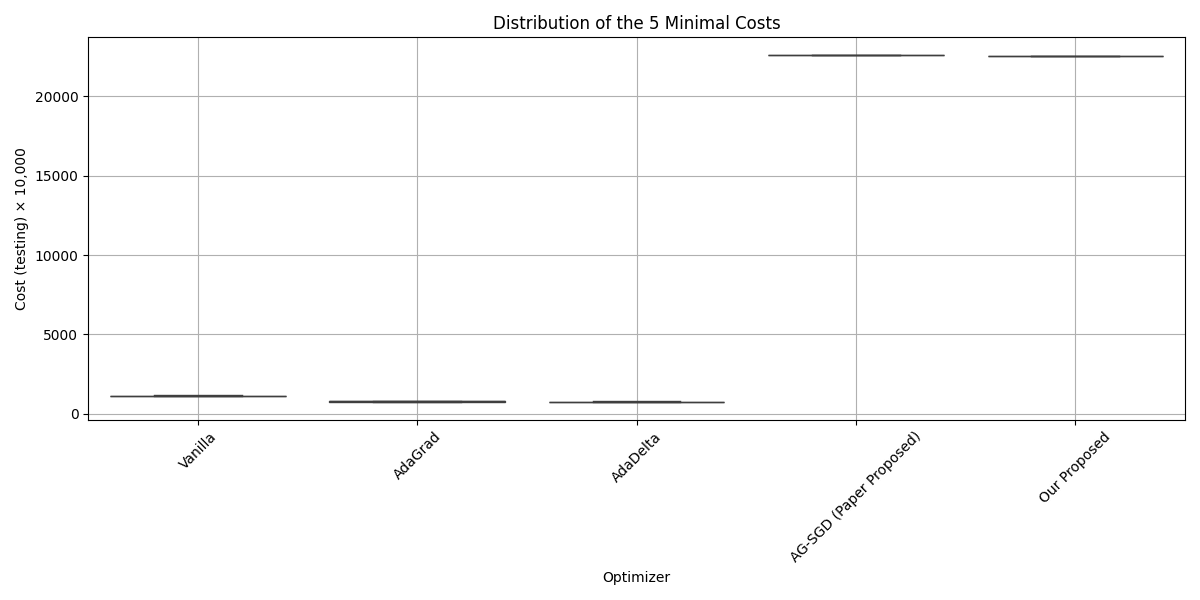 Distribution of the 5 Minimal Costs
Cost (testing) × 10,000
20000
15000
10000
5000
0
Vanilla
AdaGrad
AdaDelta
AG-SGD (Paper Proposed)
Our Proposed
Optimizer